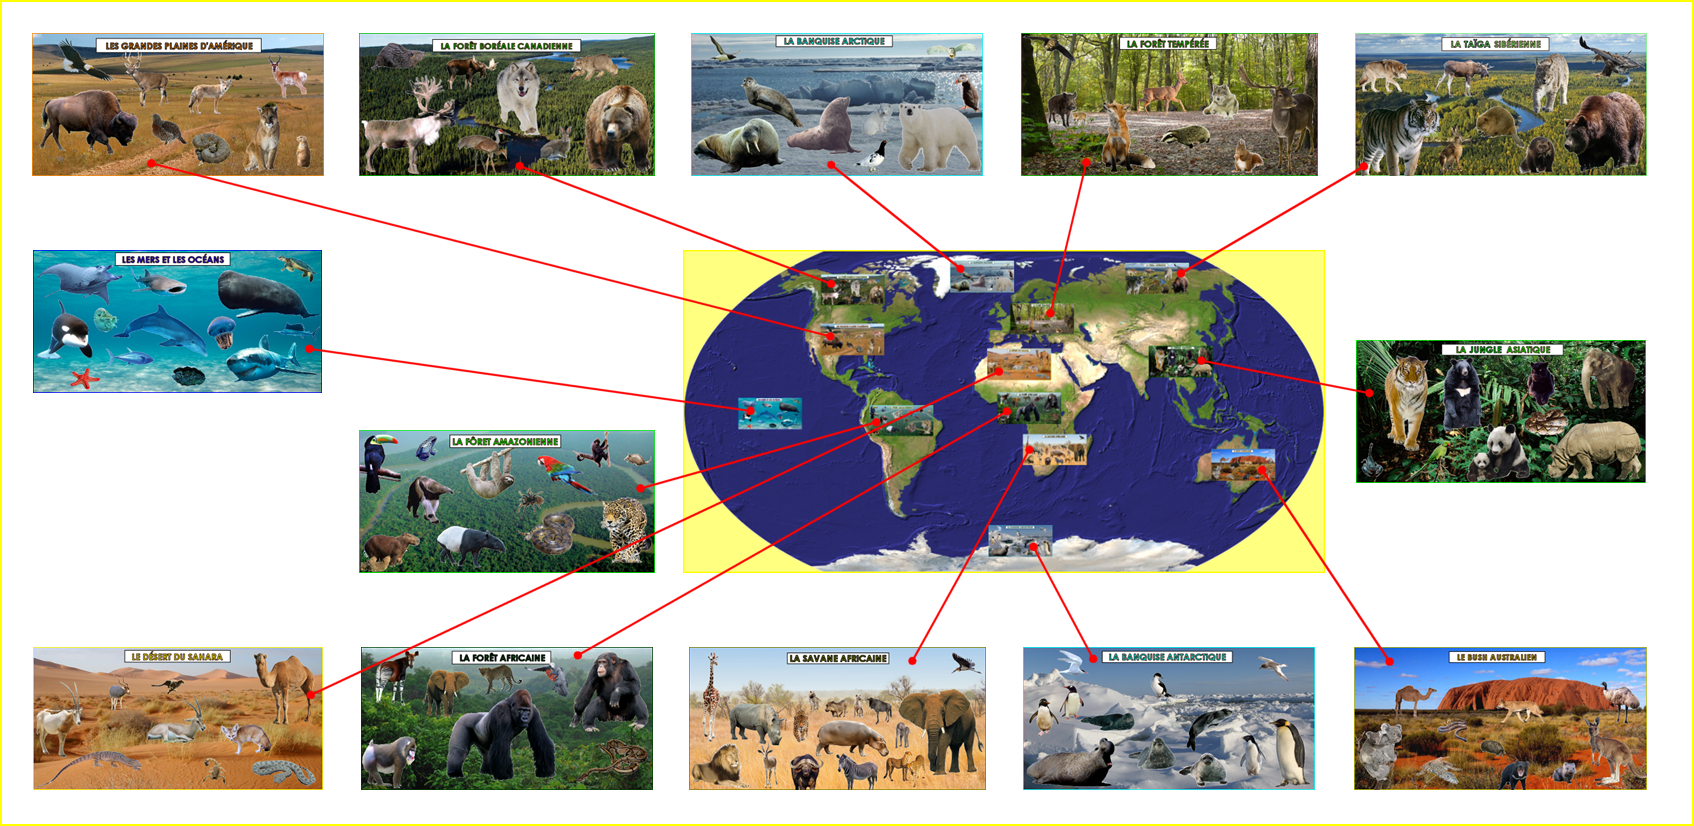 LES GRANDES PLAINES D'AMÉRIQUE
LA FORÊT BORÉALE CANADIENNE
LA BANQUISE ARCTIQUE
LA FORÊT TEMPÉRÉE
LA TAÏGA SIBÉRIENNE
LES MERS ET LES OCÉANS
LA JUNGLE ASIATIQUE
LA FÔRET AMAZONIENNE
LE DÉSERT DU SAHARA
LA FORÊT AFRICAINE
LA SAVANE AFRICAINE
LA BANQUISE ANTARCTIQUE
LE BUSH AUSTRALIEN